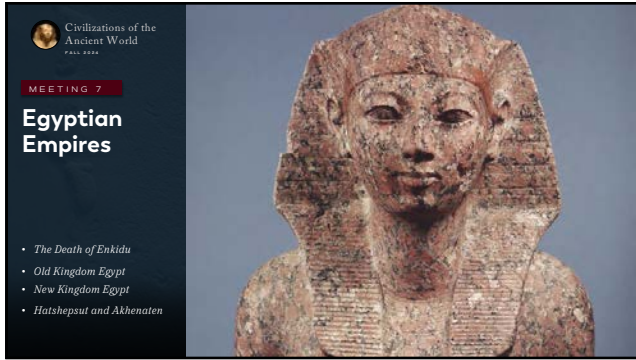 Civilizations of the
Ancient World
FALL 2024
MEETING 7
Egyptian
Empires
• The Death of Enkidu
• Old Kingdom Egypt
• New Kingdom Egypt
• Hatshepsut and Akhenaten